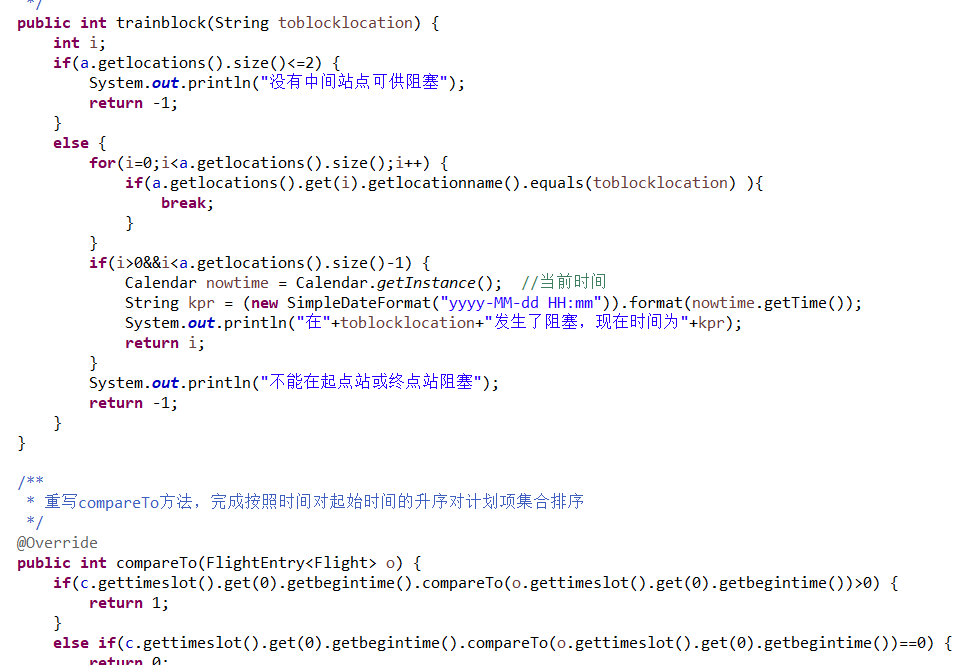 */
public int trainblock(String toblocklocation) {
int i;
if(a.getlocations().size()<=2) {
System.out.println("没有中间站点可供阻塞");
return -1;
}
else {
for(i=0;i<a.getlocations().size();i++) {
if(a.getlocations().get(i).getlocationname().equals(toblocklocation) ){
break;
}
}
if(i>0&&i<a.getlocations().size()-1) {
Calendar nowtime = Calendar.getInstance();  //当前时间
String kpr = (new SimpleDateFormat("yyyy-MM-dd HH:mm")).format(nowtime.getTime());
System.out.println("在"+toblocklocation+"发生了阻塞，现在时间为"+kpr);
return i;
}
System.out.println("不能在起点站或终点站阻塞");
return -1;
}
}
/**
* 重写compareTo方法，完成按照时间对起始时间的升序对计划项集合排序
*/
@Override
public int compareTo(FlightEntry<Flight> o) {
if(c.gettimeslot().get(0).getbegintime().compareTo(o.gettimeslot().get(0).getbegintime())>0) {
return 1;
}
else if(c.gettimeslot().get(0).getbegintime().compareTo(o.gettimeslot().get(0).getbegintime())==0) {
return 0;